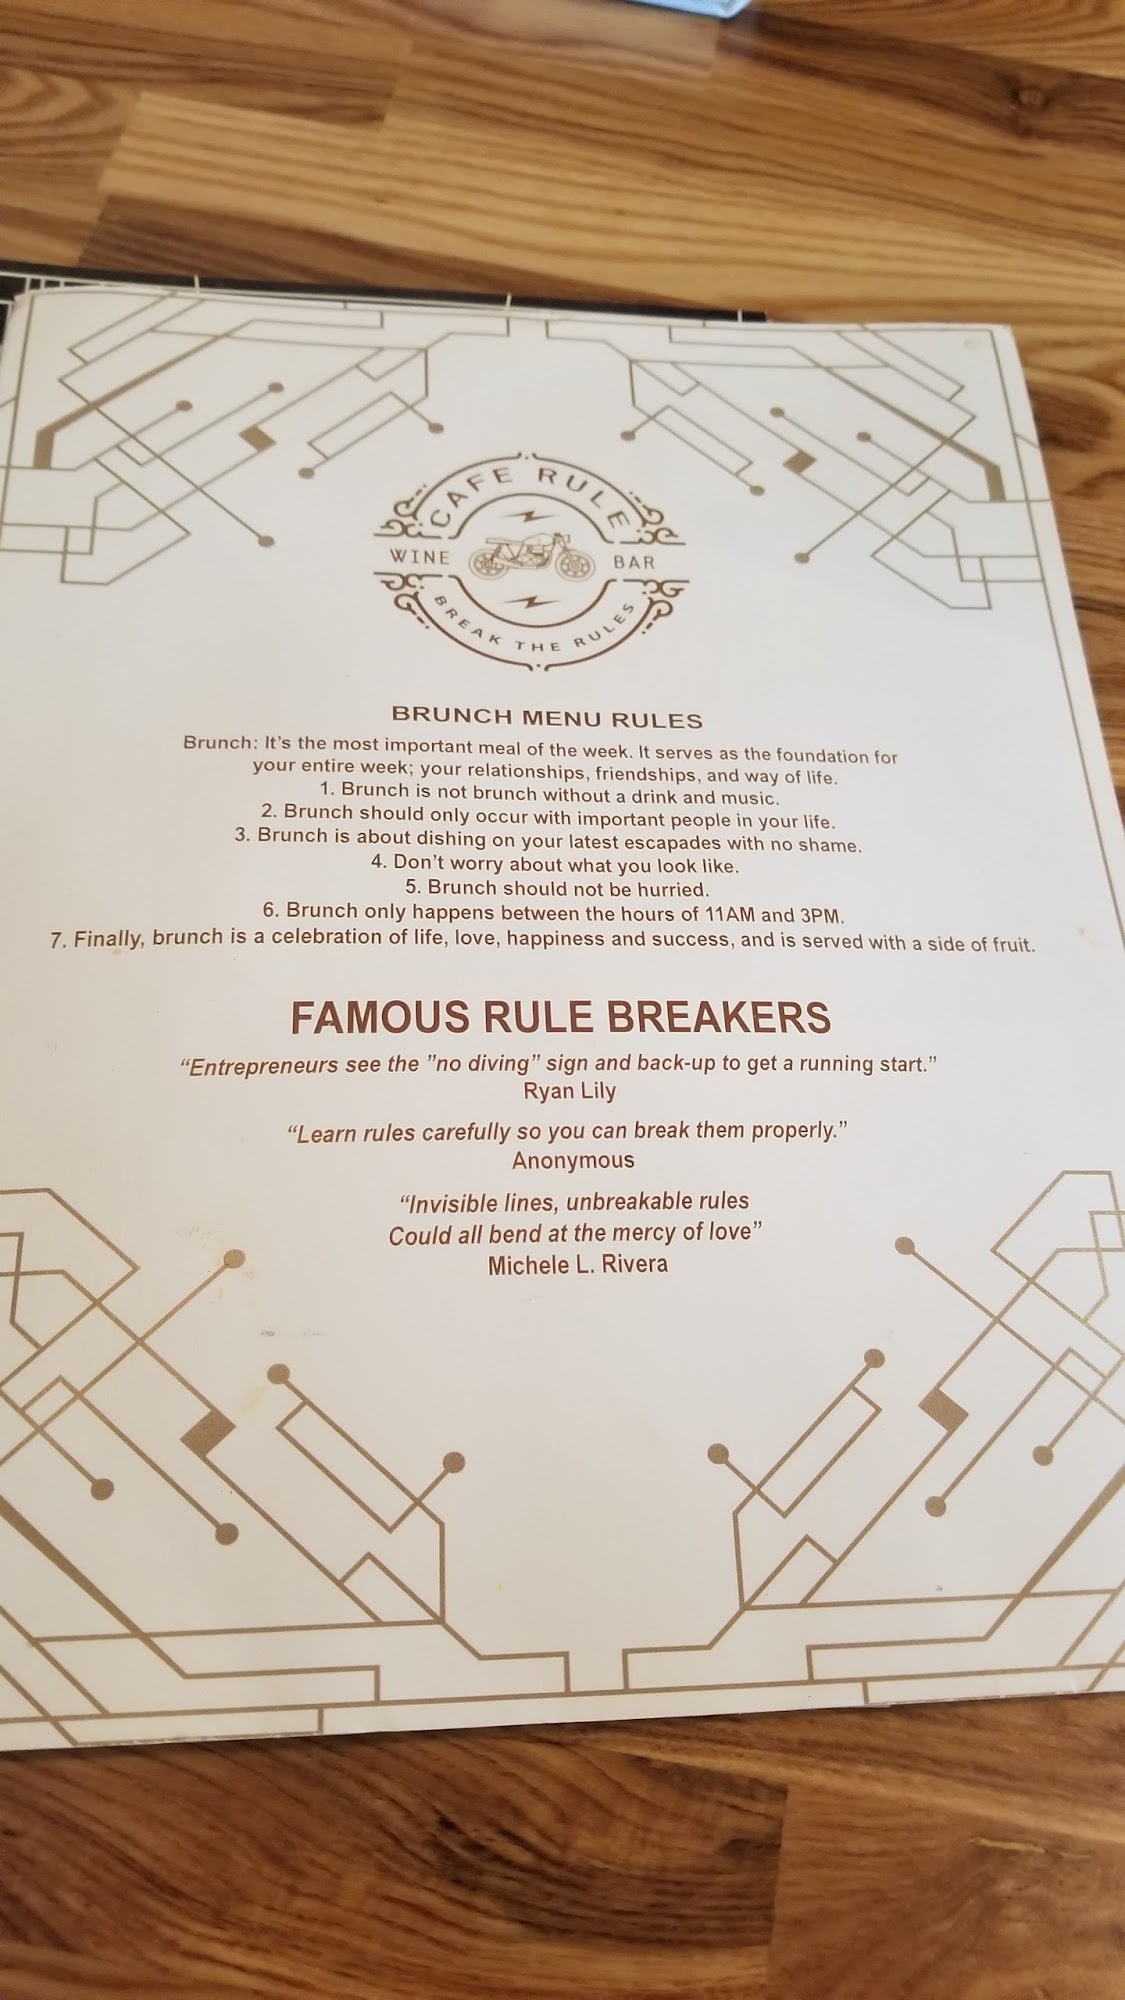 CAFE RULE
WINE BAR
BREAK THE RULES
BRUNCH MENU RULES
Brunch: It's the most important meal of the week. It serves as the foundation for
your entire week; your relationships, friendships, and way of life.
1. Brunch is not brunch without a drink and music.
2. Brunch should only occur with important people in your life.
3. Brunch is about dishing on your latest escapades with no shame.
4. Don't worry about what you look like.
5. Brunch should not be hurried.
6. Brunch only happens between the hours of 11AM and 3PM.
7. Finally, brunch is a celebration of life, love, happiness and success, and is served with a side of fruit.
FAMOUS RULE BREAKERS
“Entrepreneurs see the ”no diving” sign and back-up to get a running start.”
Ryan Lily
“Learn rules carefully so you can break them properly.”
Anonymous
“Invisible lines, unbreakable rules
Could all bend at the mercy of love”
Michele L. Rivera